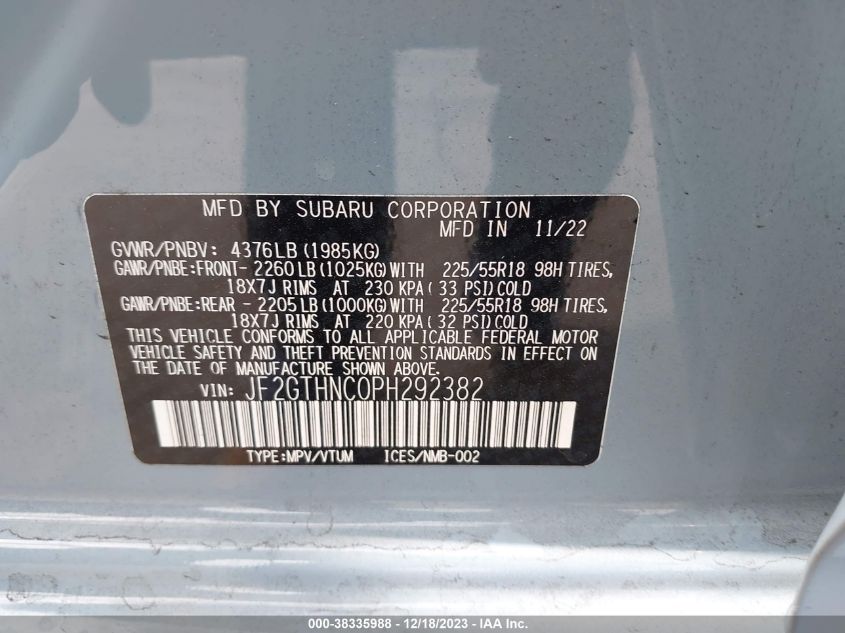 MFD BY SUBARU CORPORATION
MFD IN 11/22
GVWR/PNBV: 4376LB (1985KG)
GAWR/PNBE:FRONT- 2260LB (1025KG) WITH 225/55R18 98H TIRES,
18X7J RIMS AT 230 KPA ( 33 PSI) COLD
GAWR/PNBE:REAR - 2205LB (1000KG) WITH 225/55R18 98H TIRES,
18X7J RIMS AT 220 KPA ( 32 PSI) COLD
THIS VEHICLE CONFORMS TO ALL APPLICABLE FEDERAL MOTOR
VEHICLE SAFETY AND THEFT PREVENTION STANDARDS IN EFFECT ON
THE DATE OF MANUFACTURE SHOWN ABOVE.
VIN: JF2GTHNC0PH292382
TYPE:MPV/VTUM ICES/NMB-002
000-38335988 - 12/18/2023 - IAA Inc.